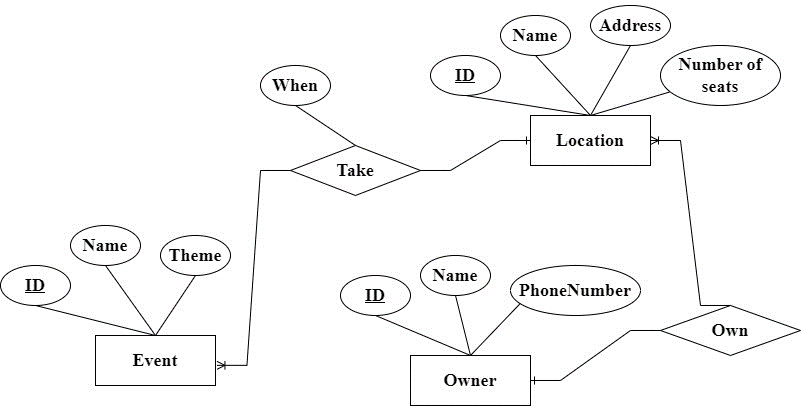 Address
Name
Number of
seats
ID
When
Location
Take
Name
Theme
ID
Name
PhoneNumber
ID
Own
Event
Owner